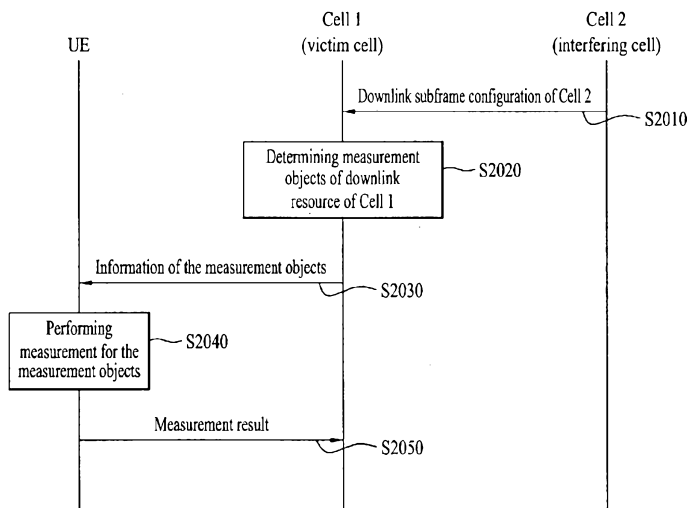 Cell 1
Cell 2
UE
(victim cell)
(interfering cell)
Downlink subframe configuration of Cell 2
S2010
Determining measurement
objects of downlink
resource of Cell 1
S2020
Information of the measurement objects
S2030
Performing
measurement for the
measurement objects
S2040
Measurement result
S2050